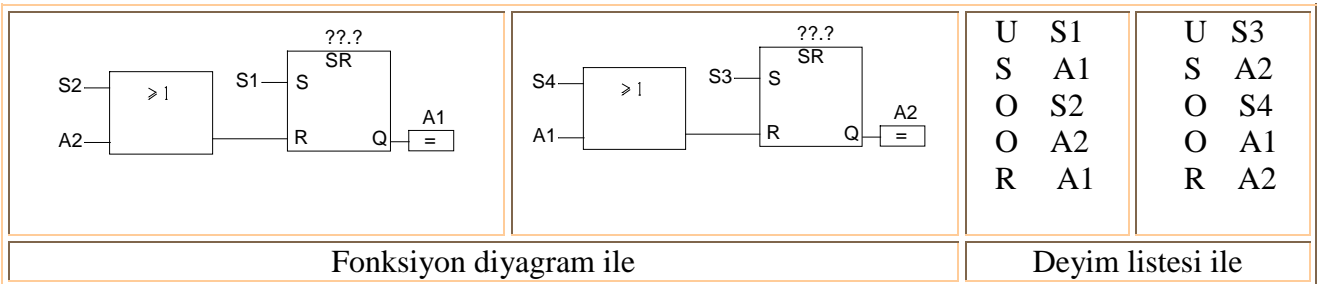 ??.?
SR
S2
≥ 1
S1
S
A2
R
Q
A1
=
??.?
SR
S4
≥ 1
S3
S
A1
R
Q
A2
=
U S1
S A1
O S2
O A2
R A1
U S3
S A2
O S4
O A1
R A2
Fonksiyon diyagram ile
Deyim listesi ile